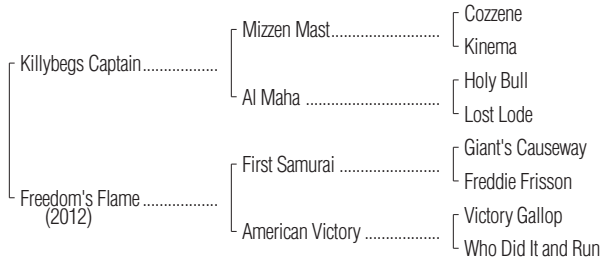 Cozzene
Mizzen Mast
Kinema
Killybegs Captain
Holy Bull
Al Maha
Lost Lode
Giant's Causeway
First Samurai
Freddie Frisson
Freedom's Flame
(2012)
Victory Gallop
American Victory
Who Did It and Run